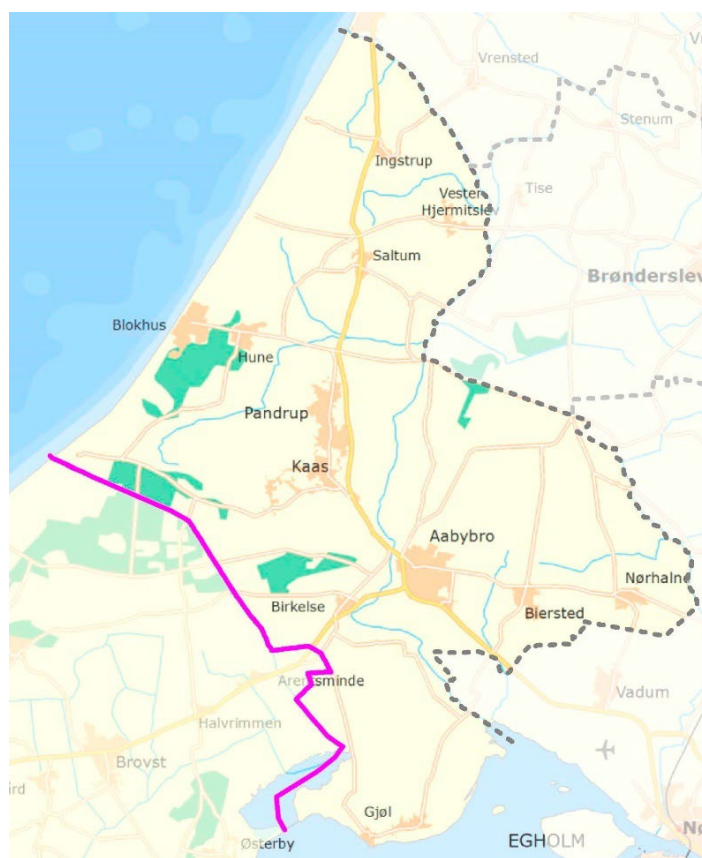 Vrensted
Stenum
Ingstrup
Tise
Vester
Hjermitslev
Saltum
Brønderslev
Blokhus
Hune
Pandrup
Kaas
Aabybro
Nørhalne
Birkelse
Biersted
Arentsminde
Vadum
Halvrimmen
Brovst
Gjøl
Østerby
EGHOLM